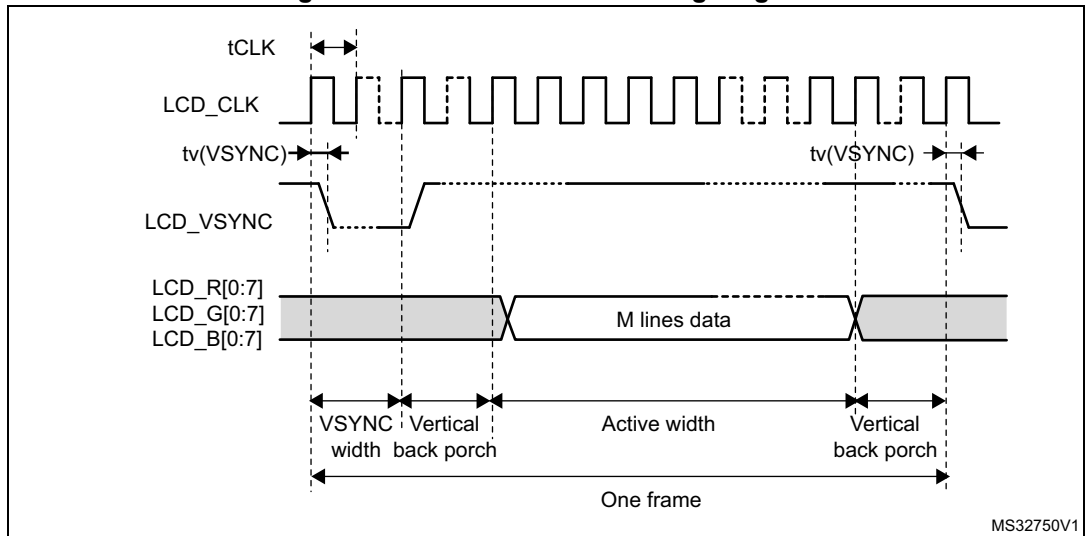 tCLK
LCD_CLK
tv(VSYNC)
tv(VSYNC)
LCD_VSYNC
LCD_R[0:7]
LCD_G[0:7]
LCD_B[0:7]
M lines data
VSYNC width
Vertical back porch
Active width
Vertical back porch
One frame
MS32750V1